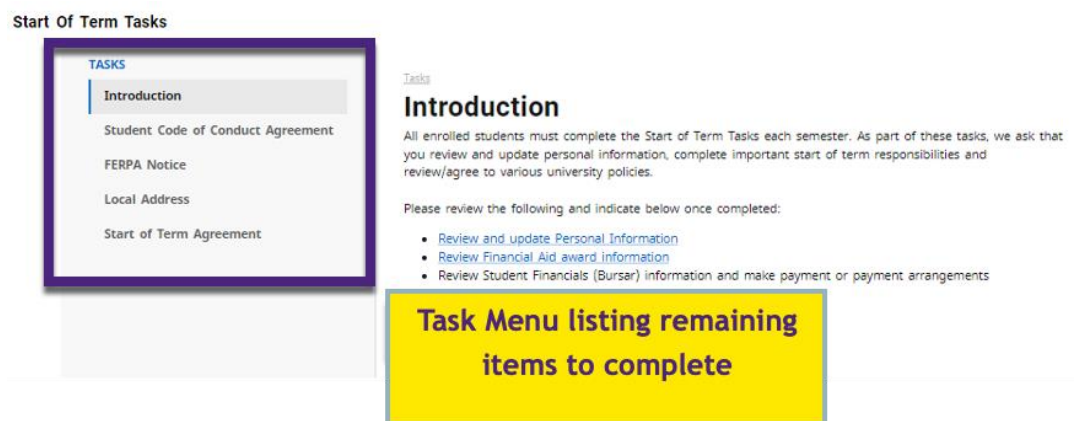 Start Of Term Tasks
TASKS
Introduction
Student Code of Conduct Agreement
FERPA Notice
Local Address
Start of Term Agreement
Tasks
Introduction
All enrolled students must complete the Start of Term Tasks each semester. As part of these tasks, we ask that
you review and update personal information, complete important start of term responsibilities and
review/agree to various university policies.
Please review the following and indicate below once completed:
• Review and update Personal Information
• Review Financial Aid award information
• Review Student Financials (Bursar) information and make payment or payment arrangements
Task Menu listing remaining
items to complete